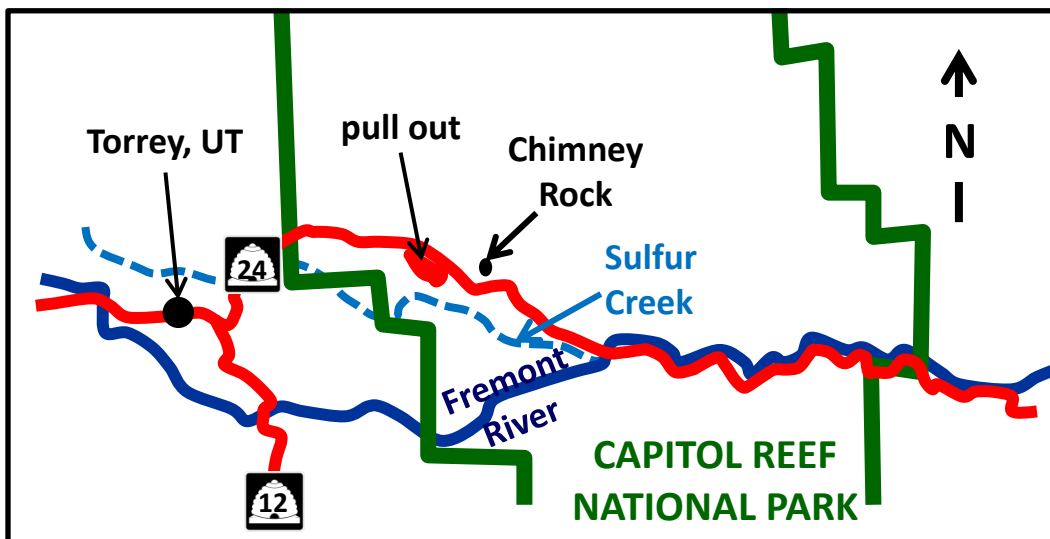 Torrey, UT
pull out
Chimney
Rock
N
24
Sulfur
Creek
Fremont
River
CAPITOL REEF
NATIONAL PARK
12